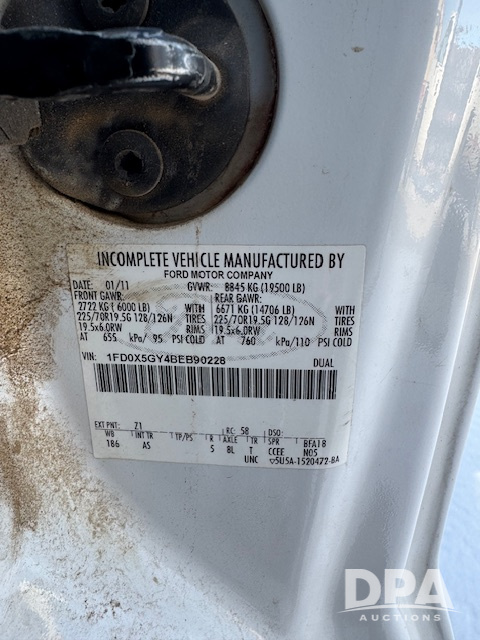 INCOMPLETE VEHICLE MANUFACTURED BY
FORD MOTOR COMPANY
DATE: 01/11 GVWR: 8845 KG (19500 LB)
FRONT GAWR: REAR GAWR:
2722 KG ( 6000 LB) WITH 6671 KG (14706 LB) WITH
225/70R19.5G 128/126N TIRES 225/70R19.5G 128/126N TIRES
19.5x6.0RW RIMS 19.5x6.0RW RIMS
AT 655 kPa/ 95 PSI COLD AT 760 kPa/110 PSI COLD
VIN: 1FD0X5GY4BEB90228 DUAL
EXT PNT: Z1 RC: 58 DSO:
WB INT TR TP/PS R AXLE TR SPR BFA18
186 AS 5 BL T CCEE N05
UNC ▽5U5A-1520472-BA
DPA
AUCTIONS